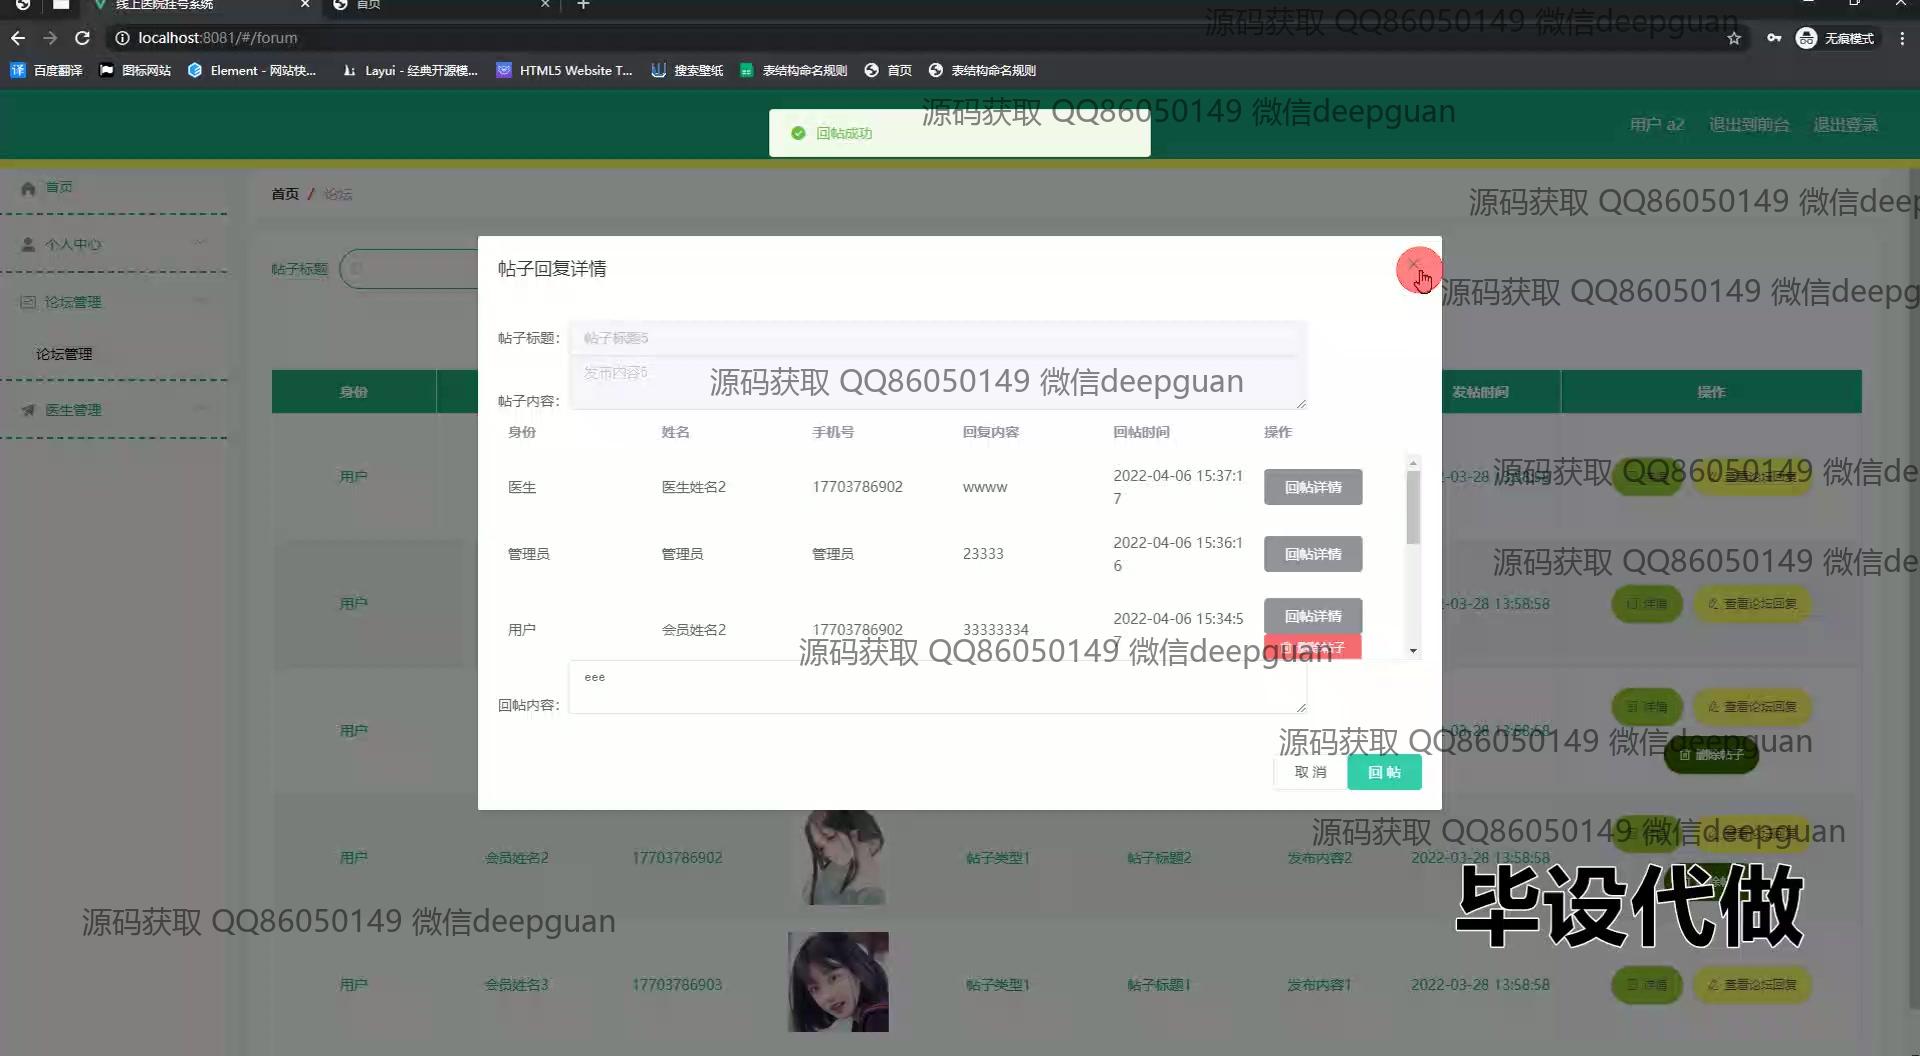 线上医院挂号系统
首页
localhost:8081/#/forum
无痕模式
百度翻译
图标网站
Element - 网站快...
Layui - 经典开源模...
HTML5 Website T...
搜索壁纸
表结构命名规则
首页
表结构命名规则
源码获取 QQ86050149 微信deepguan
源码获取 QQ86050149 微信deepguan
回帖成功
用户 a2
退出到前台
退出登录
首页
个人中心
论坛管理
论坛管理
医生管理
首页 / 论坛
源码获取 QQ86050149 微信deep
帖子标题
源码获取 QQ86050149 微信deepg
身份
发帖时间
操作
帖子回复详情
帖子标题:
帖子标题5
帖子内容:
源码获取 QQ86050149 微信deepguan
身份 姓名 手机号 回复内容 回帖时间 操作
医生 医生姓名2 17703786902 wwww 2022-04-06 15:37:17 回帖详情
管理员 管理员 管理员 23333 2022-04-06 15:36:16 回帖详情
用户 会员姓名2 17703786902 33333334 2022-04-06 15:34:5 回帖详情
源码获取 QQ86050149 微信deepguan
回帖内容:
eee
取 消
回 帖
用户
-03-28 13:58:58
源码获取 QQ86050149 微信de
源码获取 QQ86050149 微信de
用户
-03-28 13:58:58 详情 查看论坛回复
用户
-03-28 13:58:58 详情 查看论坛回复
源码获取 QQ86050149 微信deepguan
删除帖子
源码获取 QQ86050149 微信deepguan
用户 会员姓名2 17703786902 帖子类型1 帖子标题2 发布内容2 2022-03-28 13:58:58
毕设代做
源码获取 QQ86050149 微信deepguan
用户 会员姓名3 17703786903 帖子类型1 帖子标题1 发布内容1 2022-03-28 13:58:58 详情 查看论坛回复